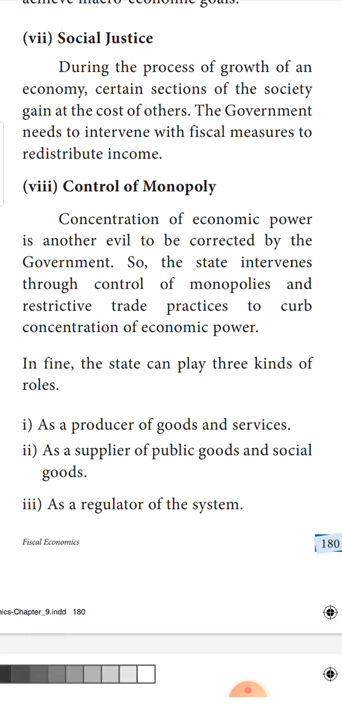 (vii) Social Justice
During the process of growth of an
economy, certain sections of the society
gain at the cost of others. The Government
needs to intervene with fiscal measures to
redistribute income.
(viii) Control of Monopoly
Concentration of economic power
is another evil to be corrected by the
Government. So, the state intervenes
through control of monopolies and
restrictive trade practices to curb
concentration of economic power.
In fine, the state can play three kinds of
roles.
i) As a producer of goods and services.
ii) As a supplier of public goods and social
goods.
iii) As a regulator of the system.
Fiscal Economics
180
ics-Chapter_9.indd 180